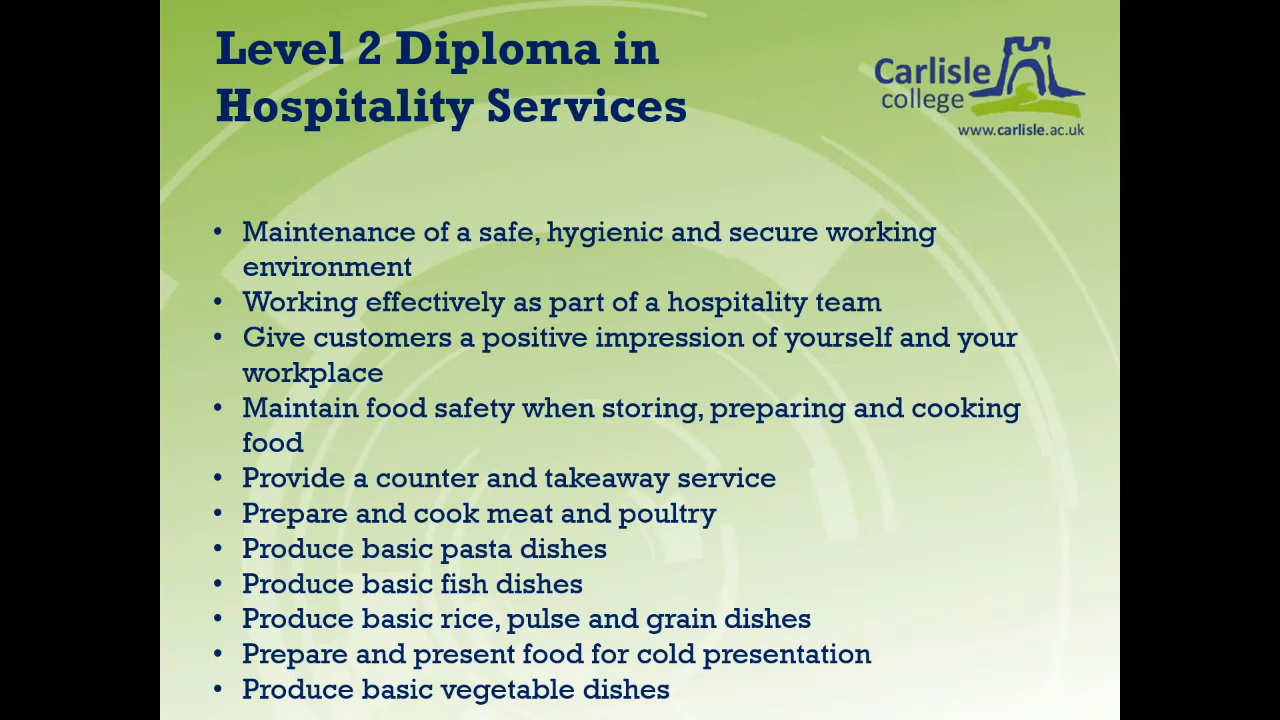 Level 2 Diploma in
Hospitality Services
Carlisle
college
www.carlisle.ac.uk
• Maintenance of a safe, hygienic and secure working
environment
• Working effectively as part of a hospitality team
• Give customers a positive impression of yourself and your
workplace
• Maintain food safety when storing, preparing and cooking
food
• Provide a counter and takeaway service
• Prepare and cook meat and poultry
• Produce basic pasta dishes
• Produce basic fish dishes
• Produce basic rice, pulse and grain dishes
• Prepare and present food for cold presentation
• Produce basic vegetable dishes